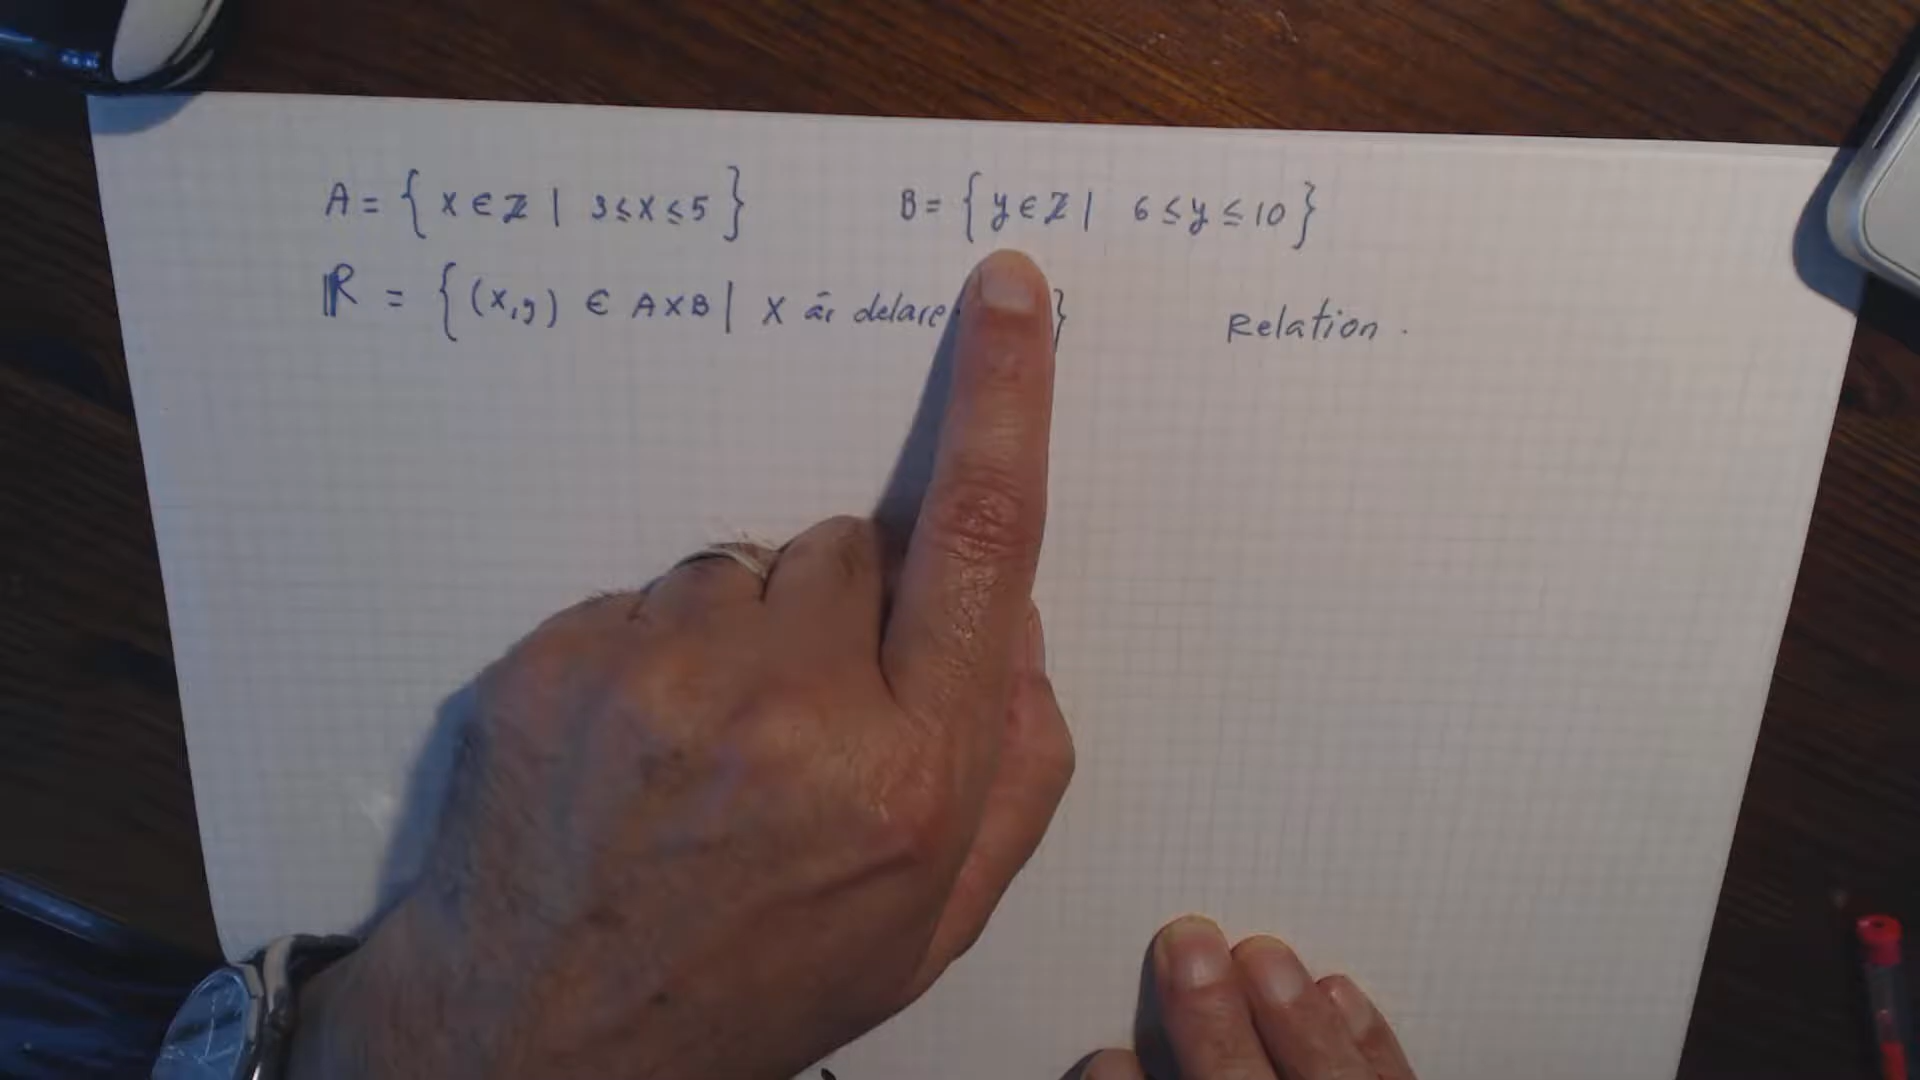 A = { x ∈ ℤ | 3 ≤ x ≤ 5 } B = { y ∈ ℤ | 6 ≤ y ≤ 10 }
R = { (x,y) ∈ A×B | x är delare } Relation.